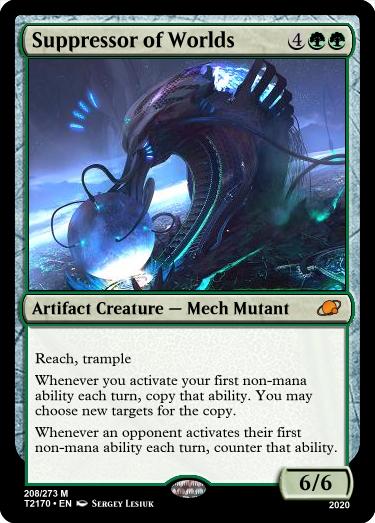 Suppressor of Worlds 4
Artifact Creature — Mech Mutant
Reach, trample
Whenever you activate your first non-mana
ability each turn, copy that ability. You may
choose new targets for the copy.
Whenever an opponent activates their first
non-mana ability each turn, counter that ability.
6/6
208/273 M
T2170 • EN Sergey Lesiuk
2020